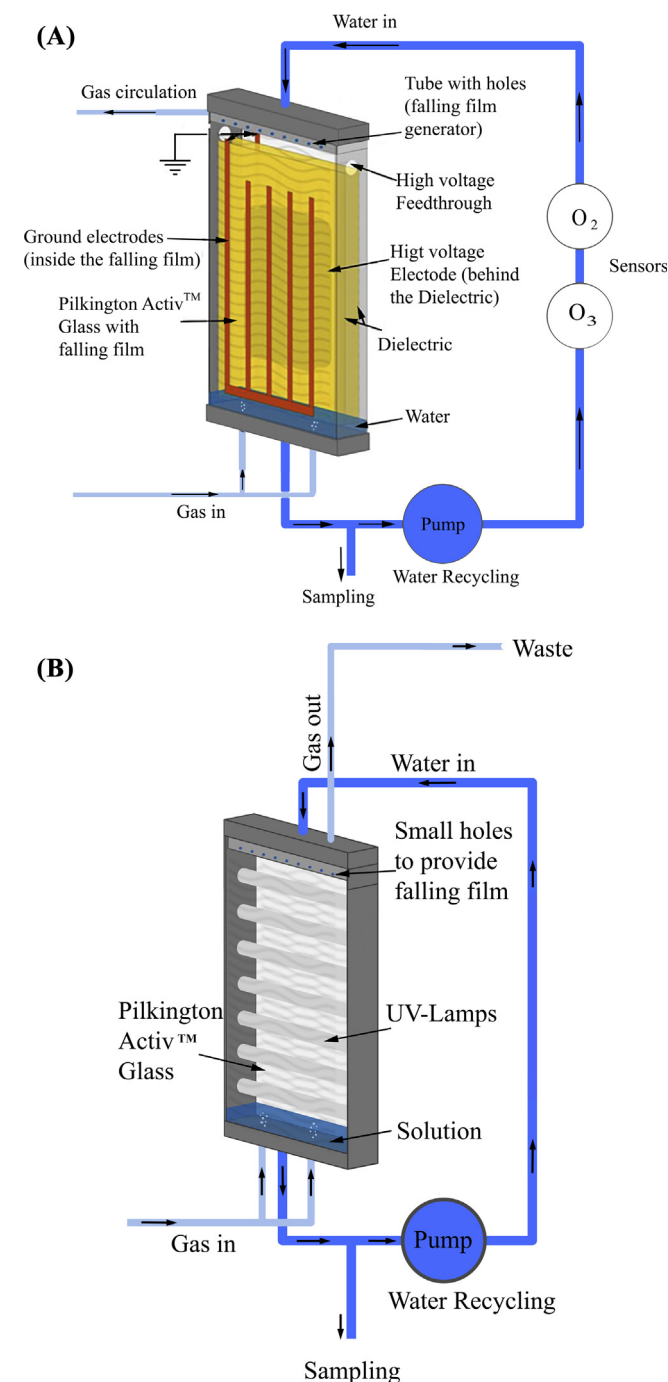 (A)
Water in
Gas circulation
Tube with holes
(falling film
generator)
High voltage
Feedthrough
O2
Ground electrodes
(inside the falling film)
Higt voltage
Electode (behind
the Dielectric)
Sensors
Pilkington Activ™
Glass with
falling film
O3
Dielectric
Water
Gas in
Pump
Water Recycling
Sampling
(B)
Waste
Gas out
Water in
Small holes
to provide
falling film
Pilkington
Activ™
Glass
UV-Lamps
Solution
Gas in
Pump
Water Recycling
Sampling